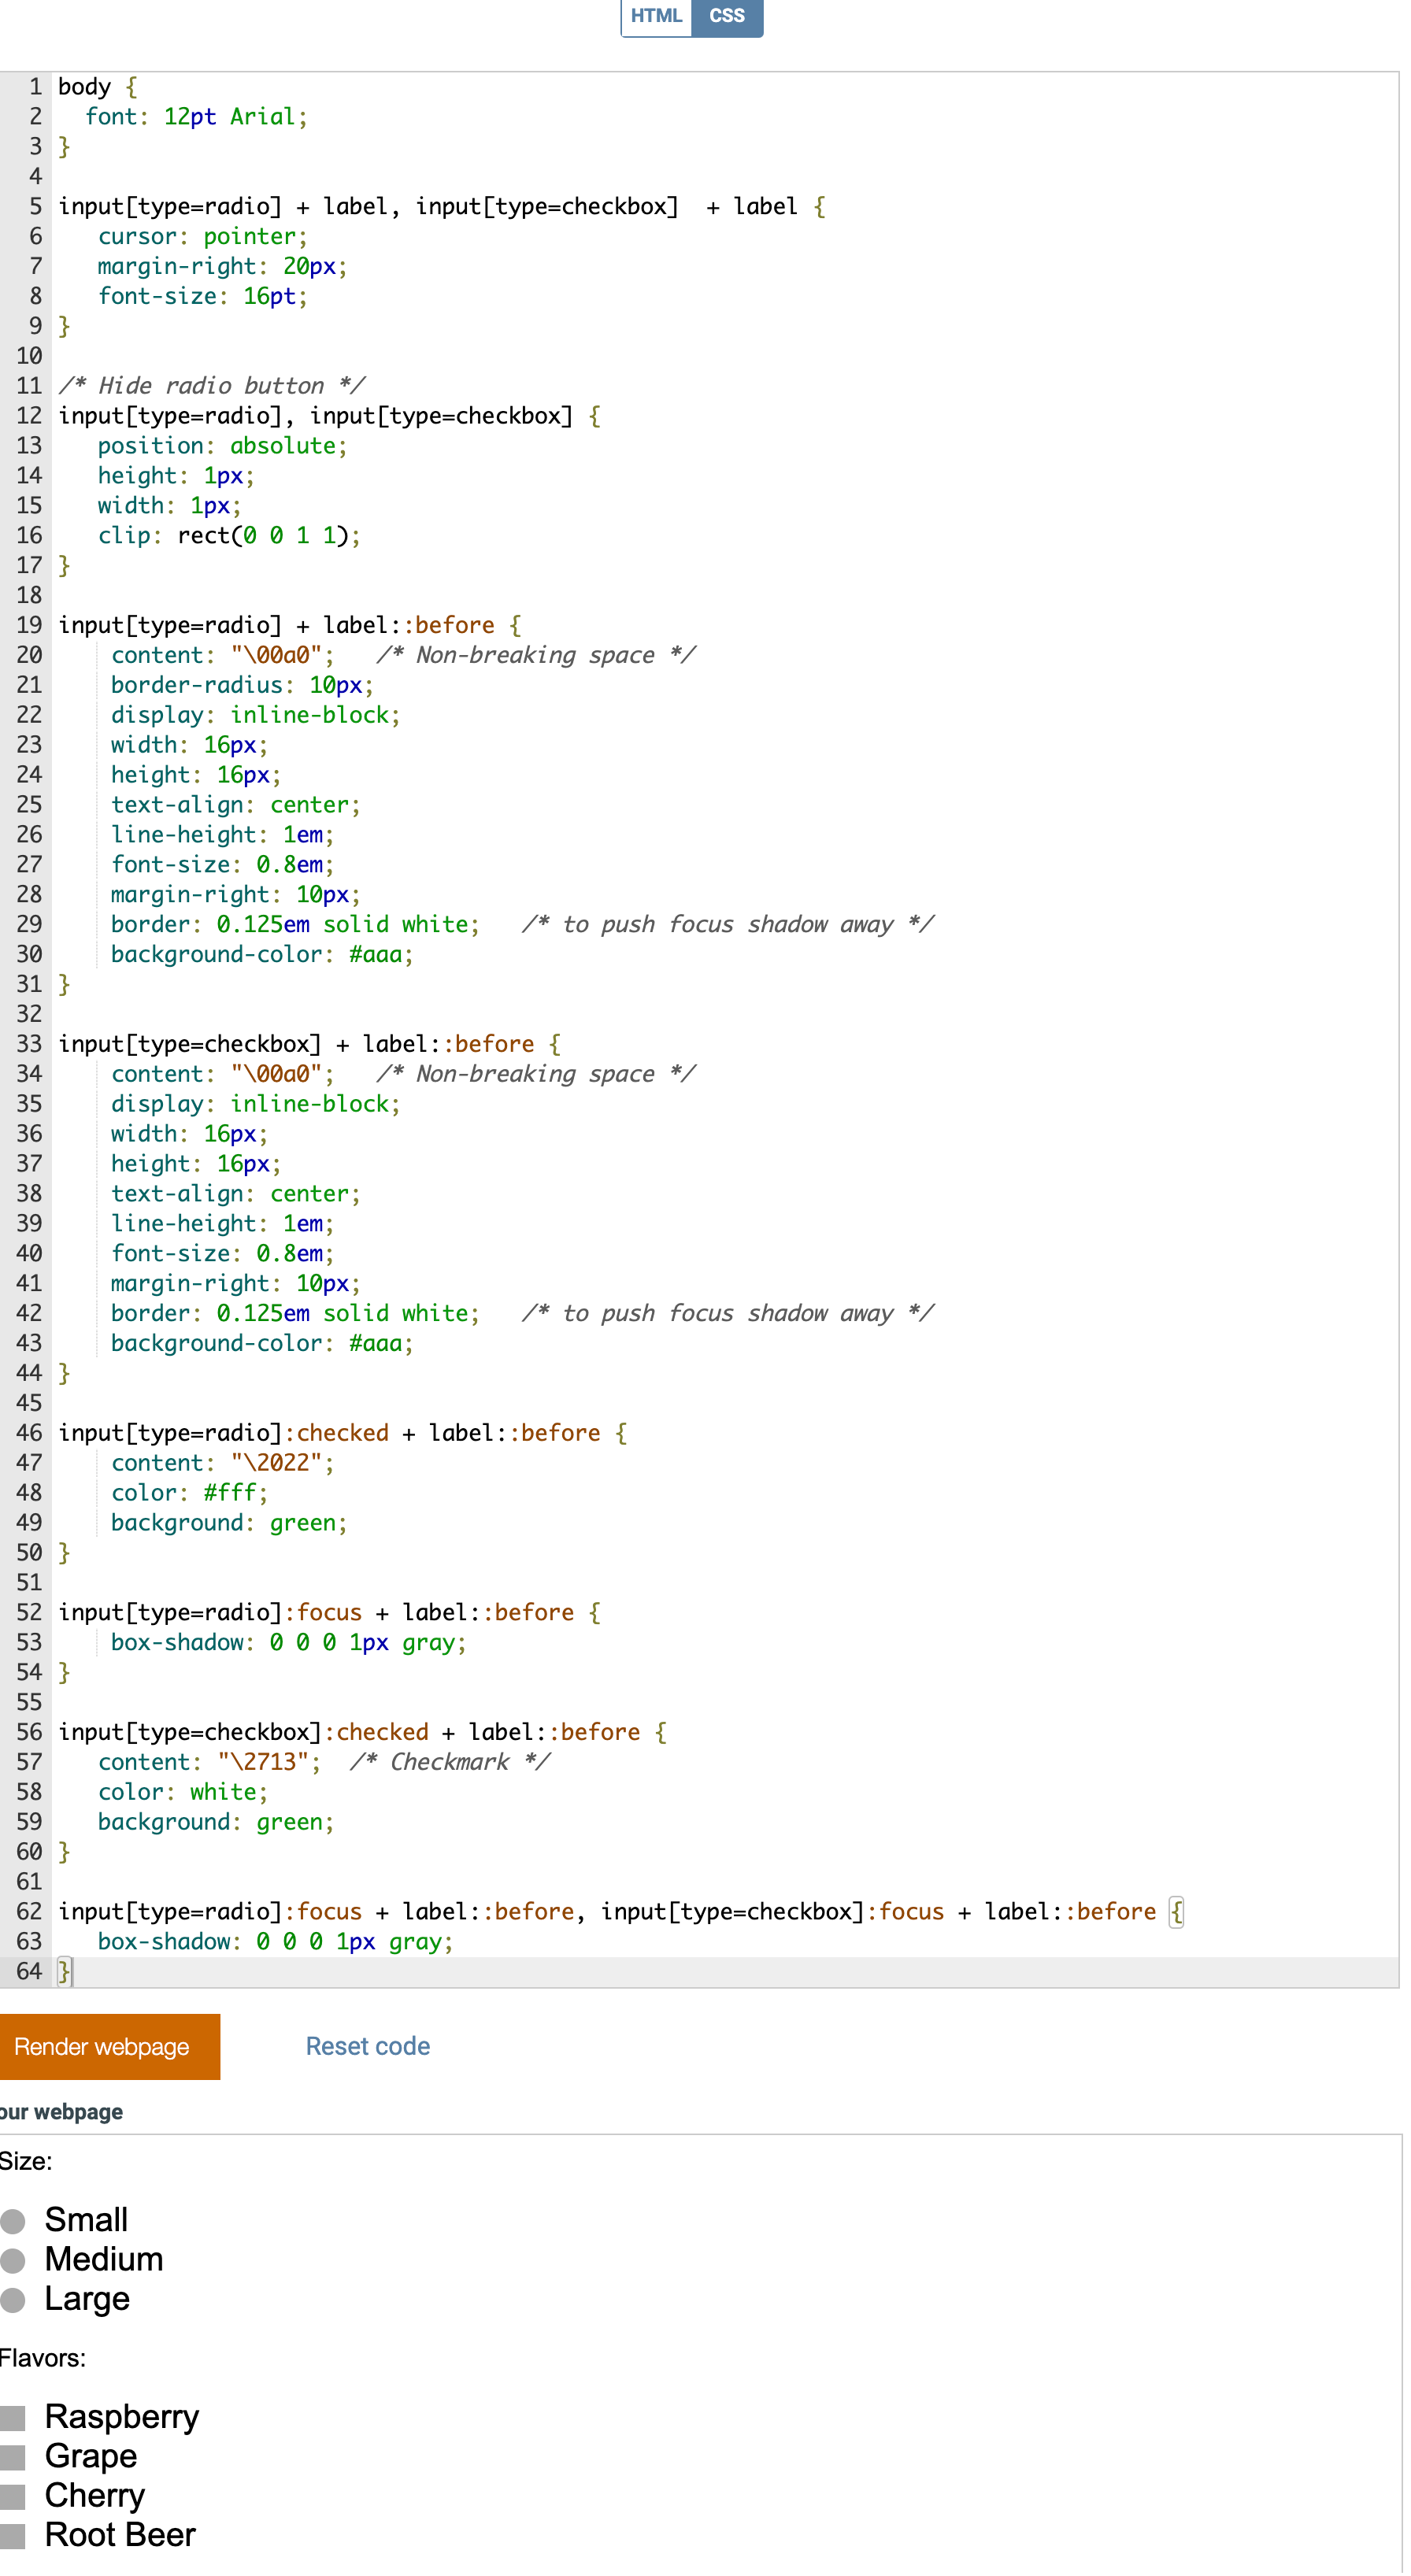 HTML CSS
1 body {
2   font: 12pt Arial;
3 }
4
5 input[type=radio] + label, input[type=checkbox]  + label {
6    cursor: pointer;
7    margin-right: 20px;
8    font-size: 16pt;
9 }
10
11 /* Hide radio button */
12 input[type=radio], input[type=checkbox] {
13    position: absolute;
14    height: 1px;
15    width: 1px;
16    clip: rect(0 0 1 1);
17 }
18
19 input[type=radio] + label::before {
20     content: "\00a0";   /* Non-breaking space */
21     border-radius: 10px;
22     display: inline-block;
23     width: 16px;
24     height: 16px;
25     text-align: center;
26     line-height: 1em;
27     font-size: 0.8em;
28     margin-right: 10px;
29     border: 0.125em solid white;   /* to push focus shadow away */
30     background-color: #aaa;
31 }
32
33 input[type=checkbox] + label::before {
34     content: "\00a0";   /* Non-breaking space */
35     display: inline-block;
36     width: 16px;
37     height: 16px;
38     text-align: center;
39     line-height: 1em;
40     font-size: 0.8em;
41     margin-right: 10px;
42     border: 0.125em solid white;   /* to push focus shadow away */
43     background-color: #aaa;
44 }
45
46 input[type=radio]:checked + label::before {
47     content: "\2022";
48     color: #fff;
49     background: green;
50 }
51
52 input[type=radio]:focus + label::before {
53     box-shadow: 0 0 0 1px gray;
54 }
55
56 input[type=checkbox]:checked + label::before {
57    content: "\2713";  /* Checkmark */
58    color: white;
59    background: green;
60 }
61
62 input[type=radio]:focus + label::before, input[type=checkbox]:focus + label::before {
63    box-shadow: 0 0 0 1px gray;
64 }
Render webpage Reset code
our webpage
Size:
Small
Medium
Large
Flavors:
Raspberry
Grape
Cherry
Root Beer